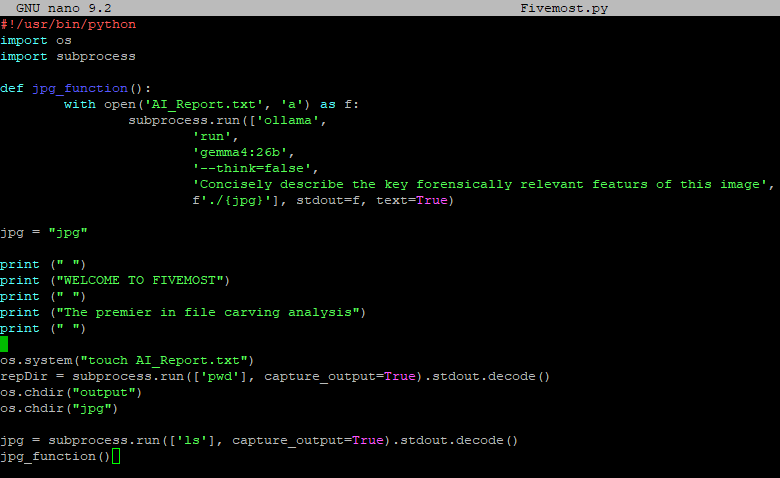 GNU nano 9.2 Fivemost.py
#!/usr/bin/python
import os
import subprocess
def jpg_function():
with open('AI_Report.txt', 'a') as f:
subprocess.run(['ollama',
'run',
'gemma4:26b',
'--think=false',
'Concisely describe the key forensically relevant featurs of this image',
f'./{jpg}'], stdout=f, text=True)
jpg = "jpg"
print (" ")
print ("WELCOME TO FIVEMOST")
print (" ")
print ("The premier in file carving analysis")
print (" ")
os.system("touch AI_Report.txt")
repDir = subprocess.run(['pwd'], capture_output=True).stdout.decode()
os.chdir("output")
os.chdir("jpg")
jpg = subprocess.run(['ls'], capture_output=True).stdout.decode()
jpg_function()